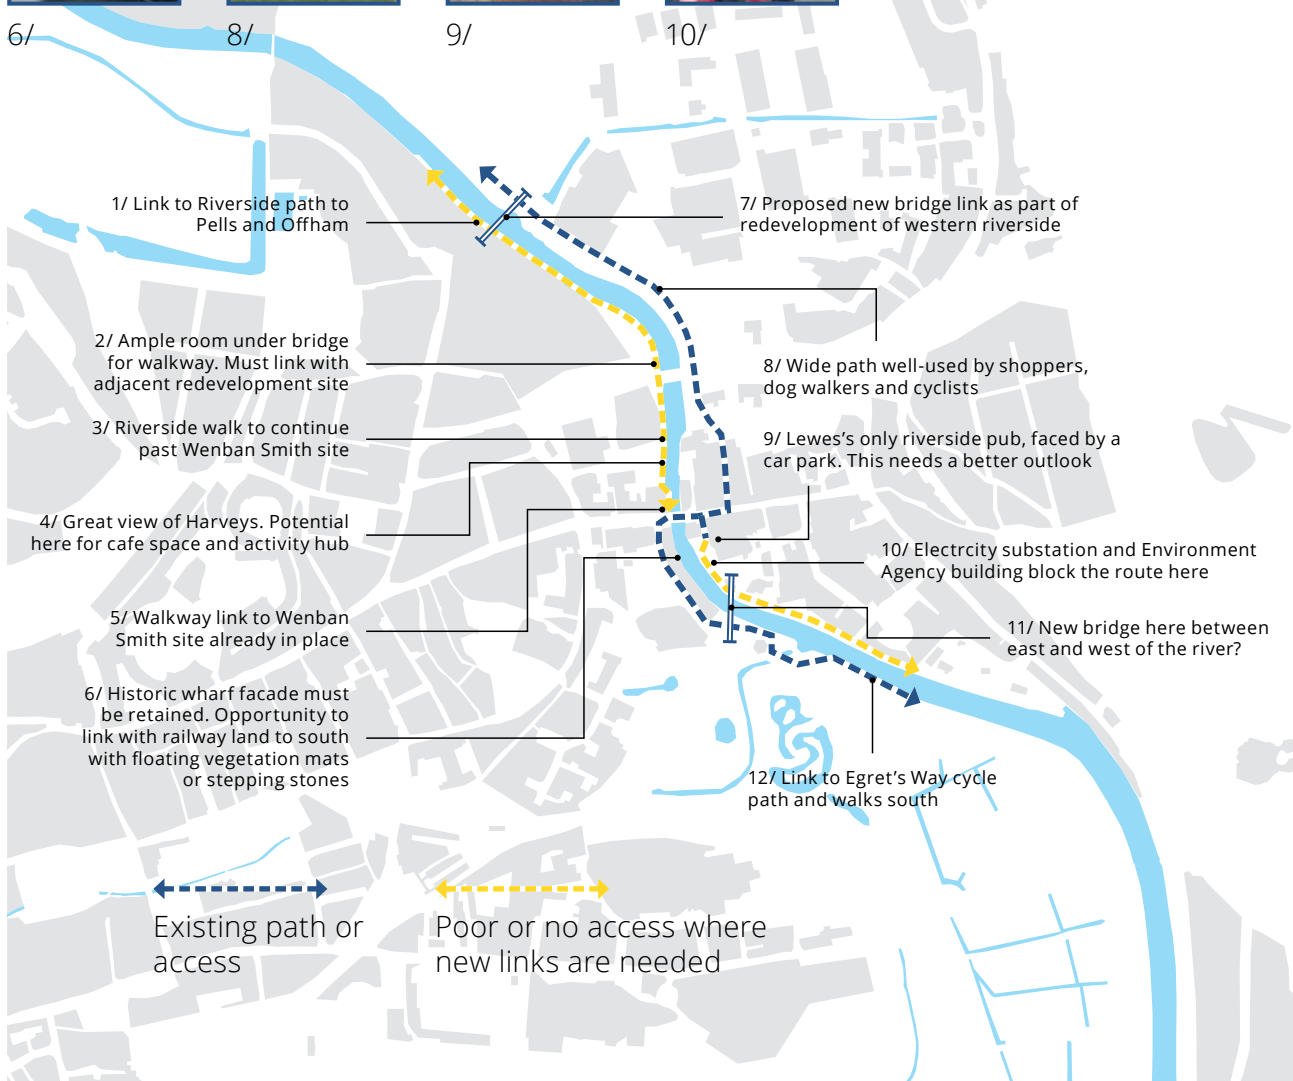 6/
8/
9/
10/
1/ Link to Riverside path to
Pells and Offham
2/ Ample room under bridge
for walkway. Must link with
adjacent redevelopment site
3/ Riverside walk to continue
past Wenban Smith site
4/ Great view of Harveys. Potential
here for cafe space and activity hub
5/ Walkway link to Wenban
Smith site already in place
6/ Historic wharf facade must
be retained. Opportunity to
link with railway land to south
with floating vegetation mats
or stepping stones
7/ Proposed new bridge link as part of
redevelopment of western riverside
8/ Wide path well-used by shoppers,
dog walkers and cyclists
9/ Lewes's only riverside pub, faced by a
car park. This needs a better outlook
10/ Electrcity substation and Environment
Agency building block the route here
11/ New bridge here between
east and west of the river?
12/ Link to Egret's Way cycle
path and walks south
Existing path or
access
Poor or no access where
new links are needed